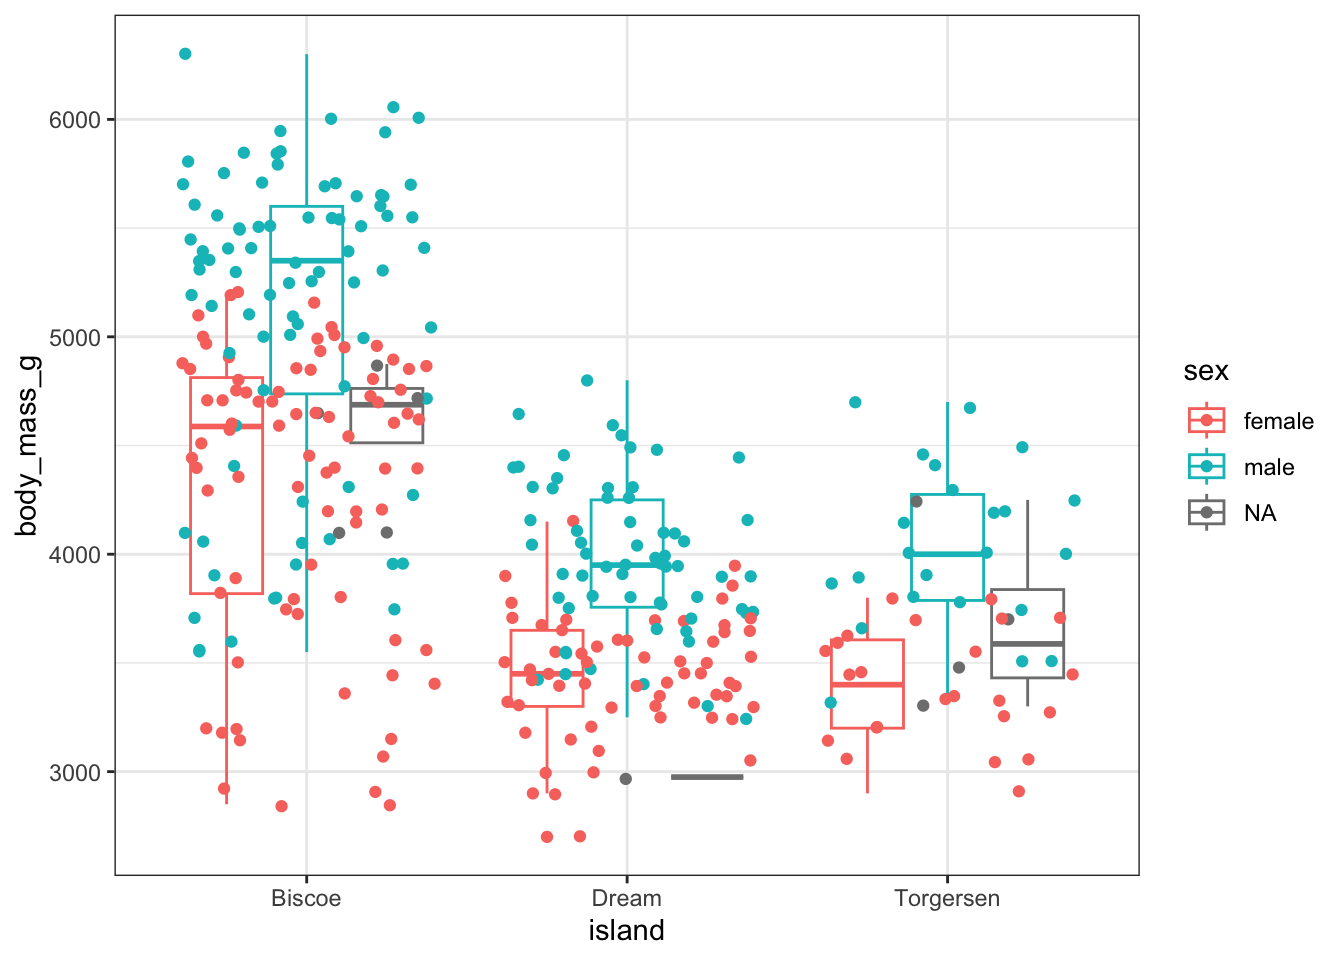 body_mass_g
6000
5000
4000
3000
Biscoe
Dream
Torgersen
island
sex
female
male
NA